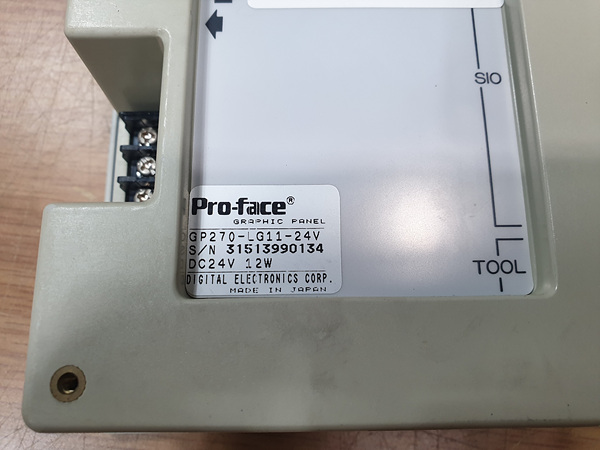 SIO
Pro-face®
GRAPHIC PANEL
GP270-LG11-24V
S/N 31513990134
DC24V 12W
DIGITAL ELECTRONICS CORP.
MADE IN JAPAN
TOOL